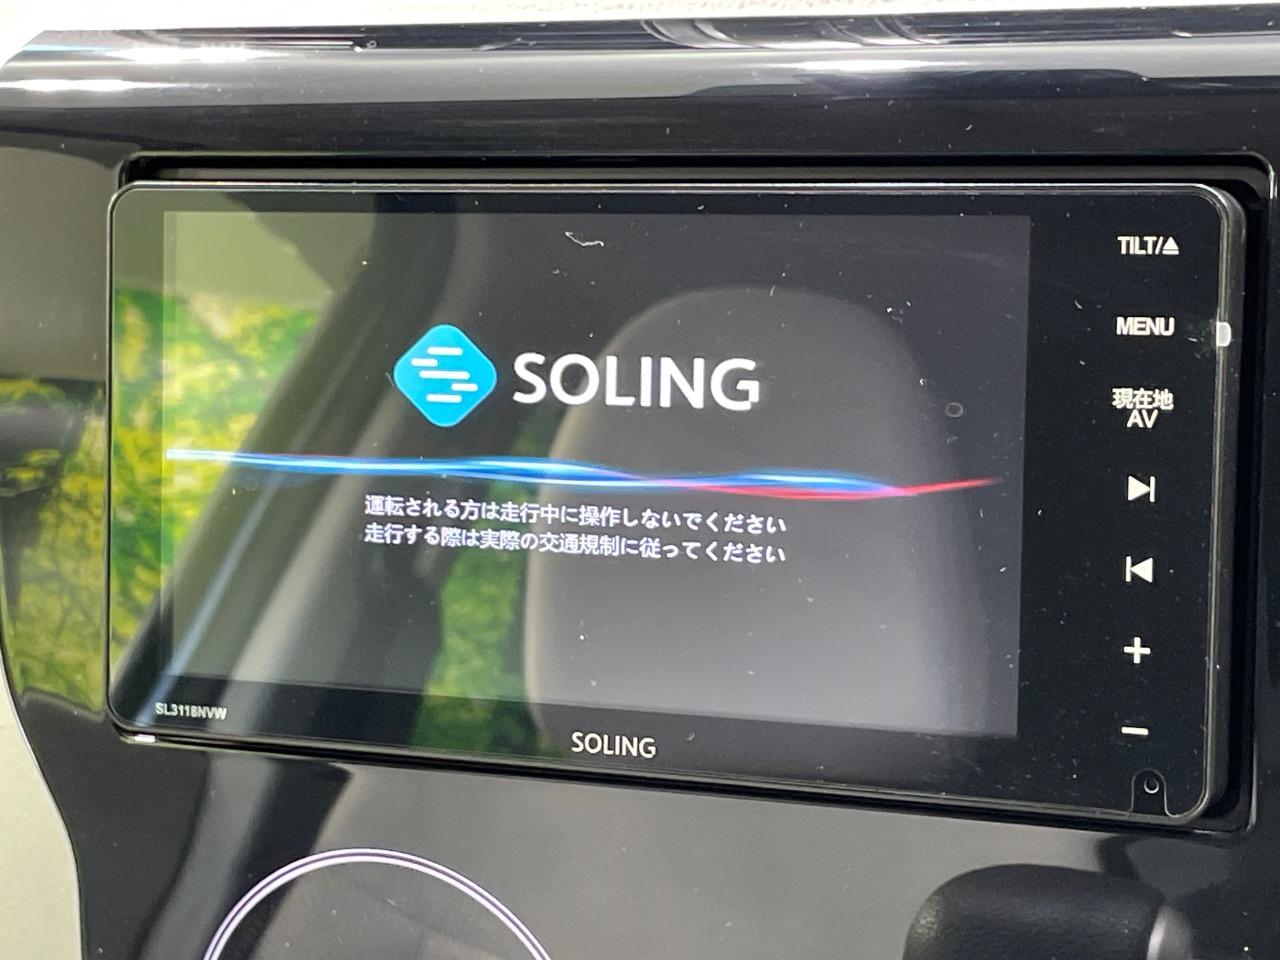 SOLING
運転される方は走行中に操作しないでください
走行する際は実際の交通規制に従ってください
TILT/⏏
MENU
現在地
AV
SL3118NVW
SOLING